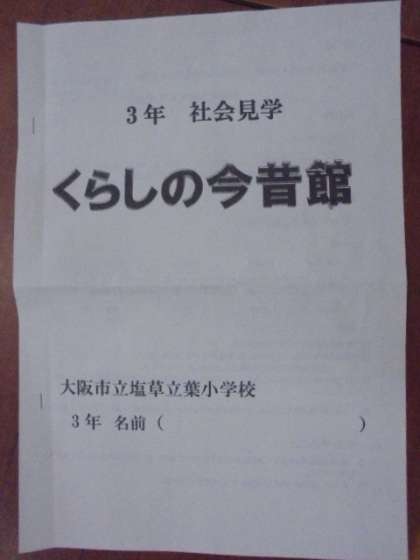 3年 社会見学
くらしの今昔館
大阪市立塩草立葉小学校
3年 名前（ ）